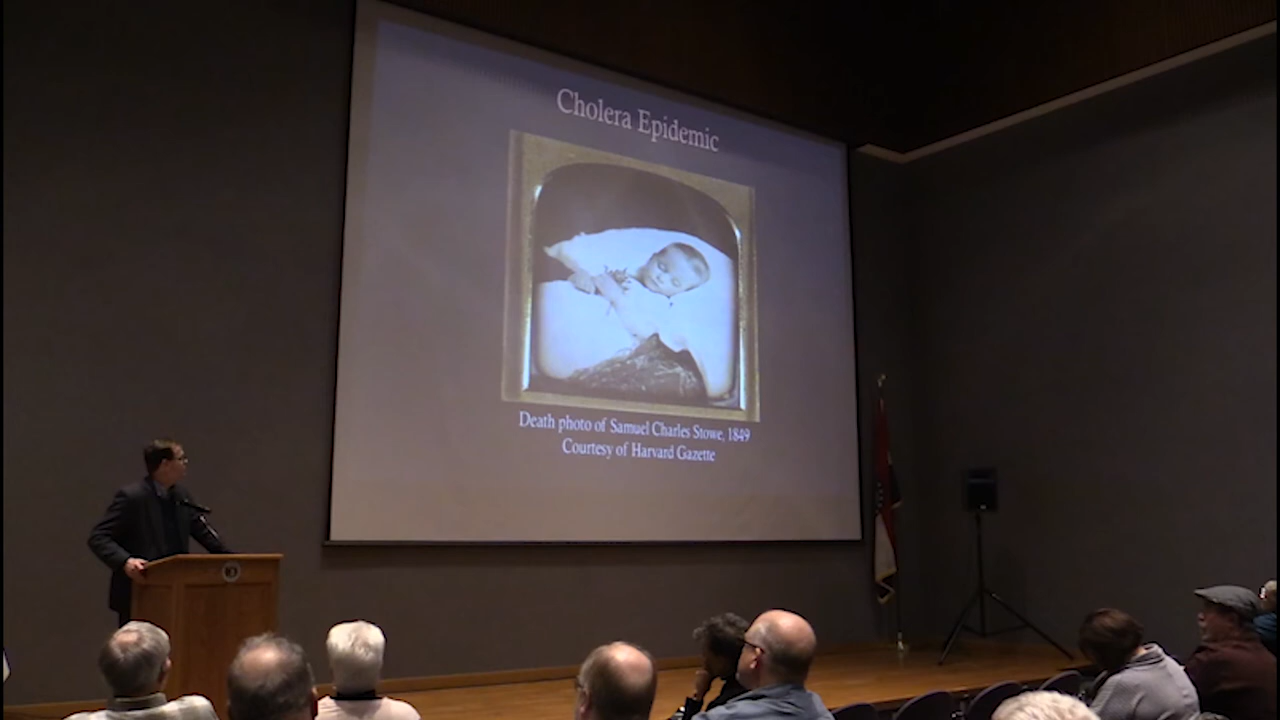 Cholera Epidemic
Death photo of Samuel Charles Stowe, 1849
Courtesy of Harvard Gazette